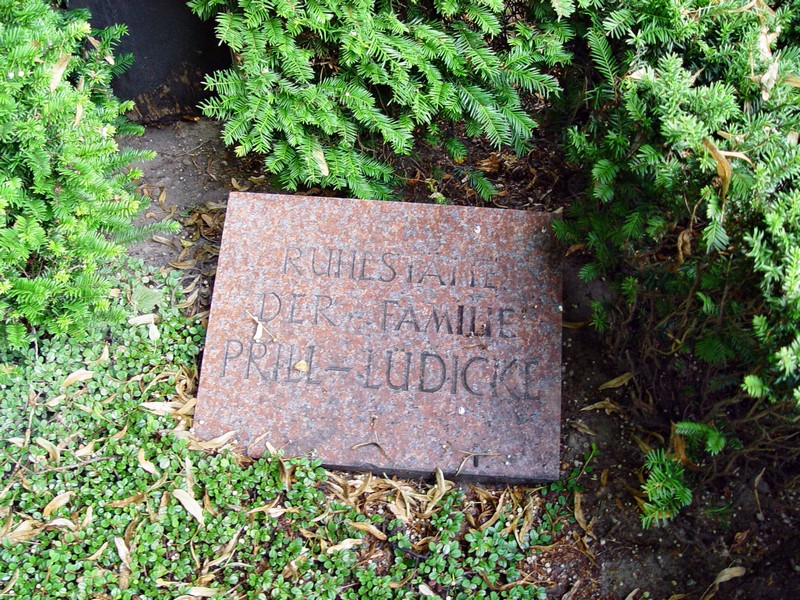 RUHESTÄTTE
DER FAMILIE
PRILL – LÜDICKE